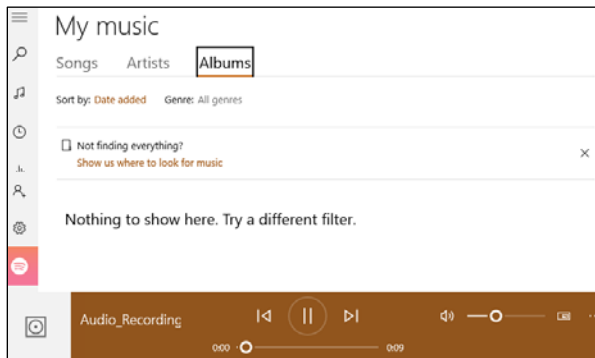 My music
Songs Artists Albums
Sort by: Date added Genre: All genres
Not finding everything?
Show us where to look for music
Nothing to show here. Try a different filter.
Audio_Recording
0:00 0:09